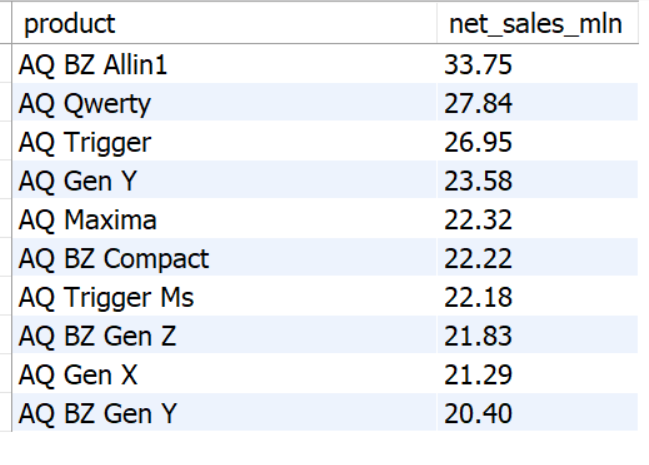 product net_sales_mln
AQ BZ Allin1 33.75
AQ Qwerty 27.84
AQ Trigger 26.95
AQ Gen Y 23.58
AQ Maxima 22.32
AQ BZ Compact 22.22
AQ Trigger Ms 22.18
AQ BZ Gen Z 21.83
AQ Gen X 21.29
AQ BZ Gen Y 20.40